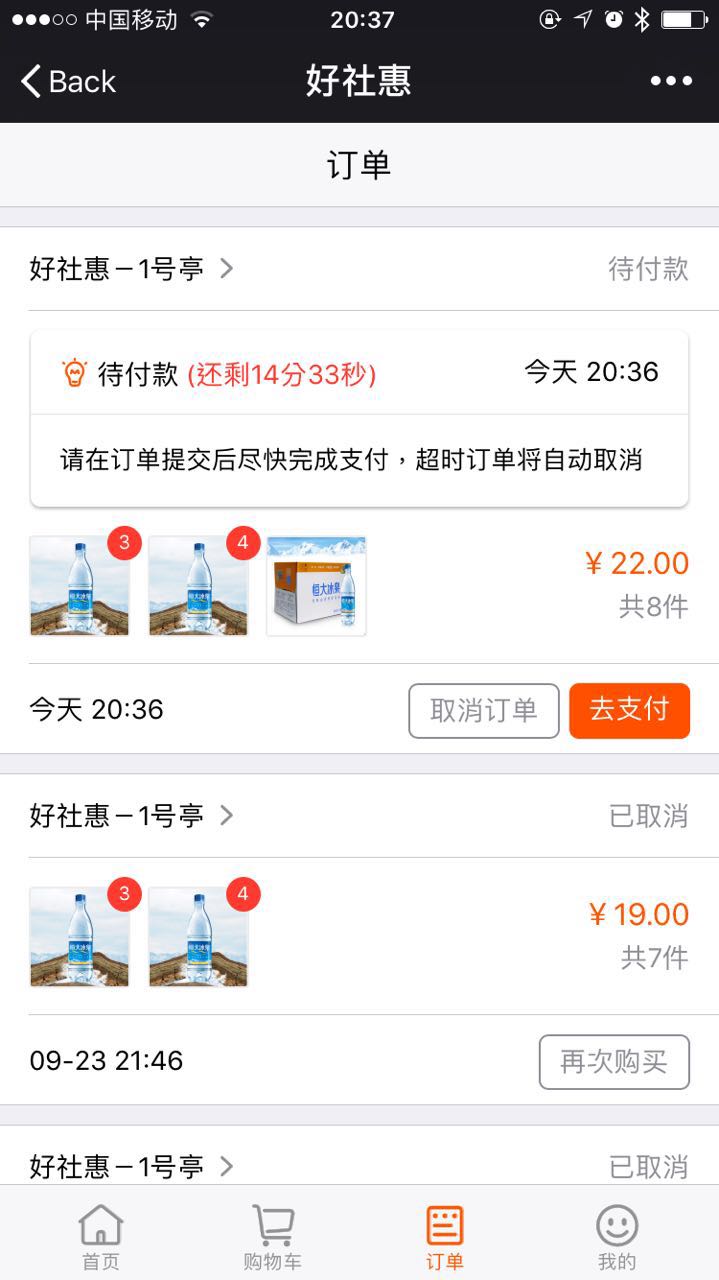 中国移动 20:37
Back 好社惠
订单
好社惠－1号亭 待付款
待付款 (还剩14分33秒) 今天 20:36
请在订单提交后尽快完成支付，超时订单将自动取消
3 4
恒大冰泉
¥ 22.00
共8件
今天 20:36 取消订单 去支付
好社惠－1号亭 已取消
3 4
¥ 19.00
共7件
09-23 21:46 再次购买
好社惠－1号亭 已取消
首页 购物车 订单 我的